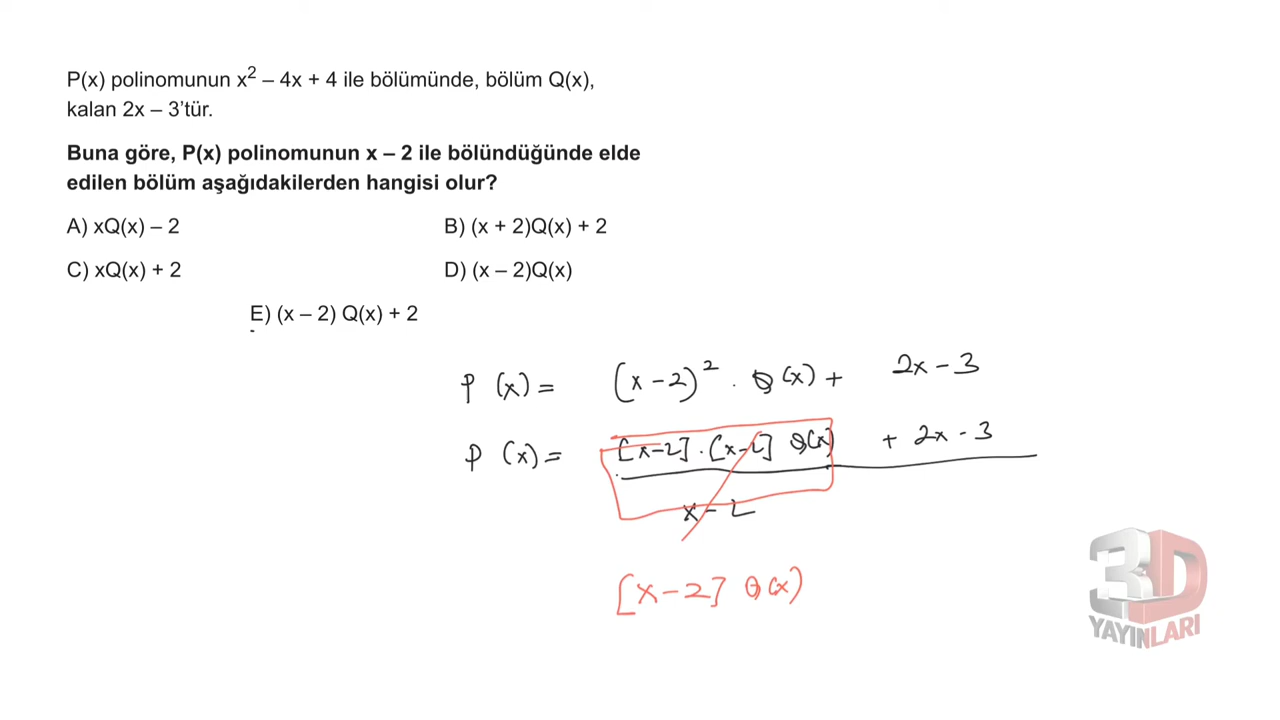 P(x) polinomunun x² – 4x + 4 ile bölümünde, bölüm Q(x),
kalan 2x – 3'tür.
Buna göre, P(x) polinomunun x – 2 ile bölündüğünde elde
edilen bölüm aşağıdakilerden hangisi olur?
A) xQ(x) – 2 B) (x + 2)Q(x) + 2
C) xQ(x) + 2 D) (x – 2)Q(x)
E) (x – 2) Q(x) + 2
P (x) = (x – 2)² . Q (x) + 2x – 3
P (x) = [x – 2] . [x – 2] Q(x) + 2x – 3
x – 2
[x – 2] Q(x)
3D
YAYINLARI